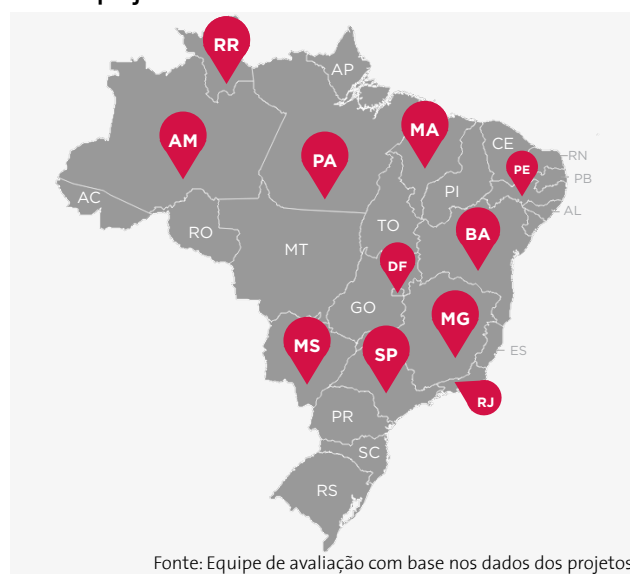 RR
AP
AM
PA
MA
CE
RN
PE
PB
AC
PI
AL
RO
TO
BA
MT
DF
GO
MG
MS
SP
ES
RJ
PR
SC
RS
Fonte: Equipe de avaliação com base nos dados dos projetos